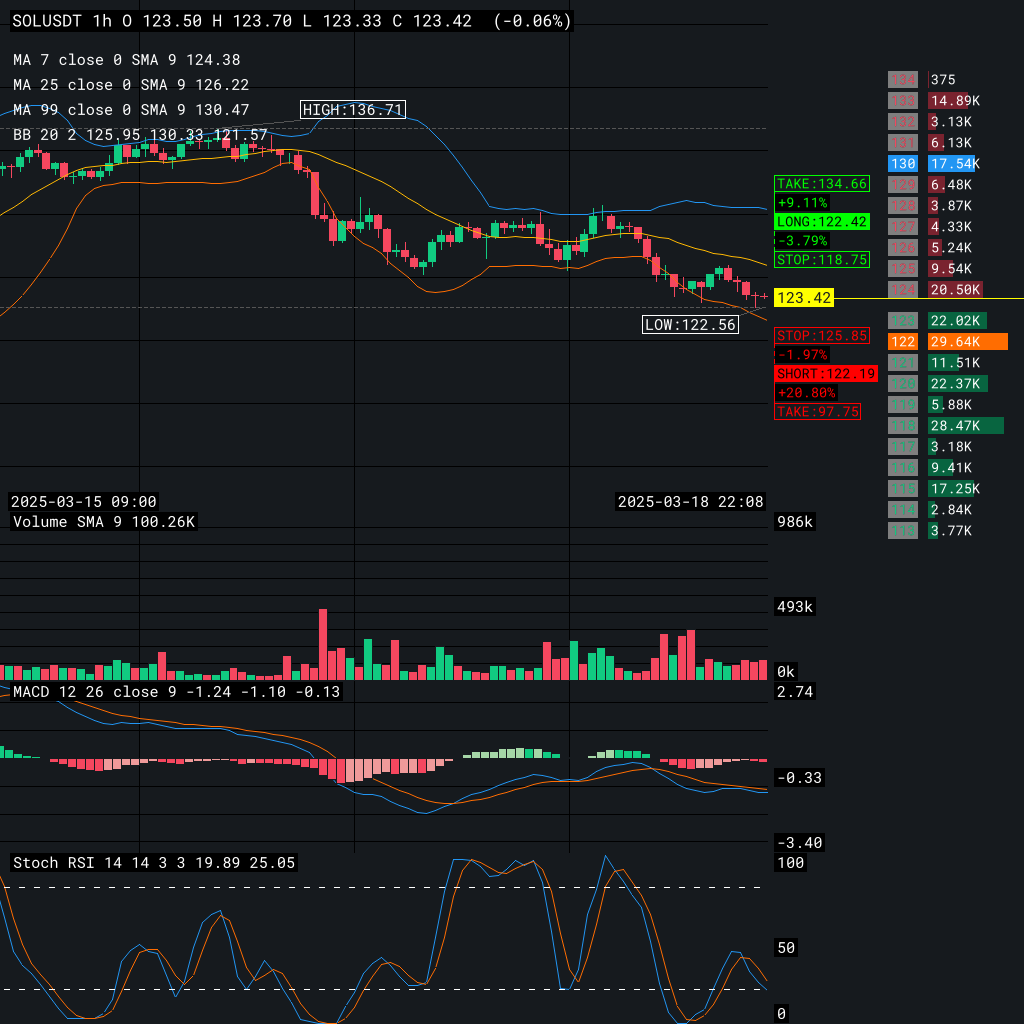 SOLUSDT 1h O 123.50 H 123.70 L 123.33 C 123.42 (-0.06%)
MA 7 close 0 SMA 9 124.38
MA 25 close 0 SMA 9 126.22
MA 99 close 0 SMA 9 130.47
BB 20 2 125.95 130.33 121.57
HIGH:136.71
LOW:122.56
TAKE:134.66
+9.11%
LONG:122.42
-3.79%
STOP:118.75
123.42
STOP:125.85
-1.97%
SHORT:122.19
+20.80%
TAKE:97.75
134 375
133 14.89K
132 3.13K
131 6.13K
130 17.54K
129 6.48K
128 3.87K
127 4.33K
126 5.24K
125 9.54K
124 20.50K
123 22.02K
122 29.64K
121 11.51K
120 22.37K
119 5.88K
118 28.47K
117 3.18K
116 9.41K
115 17.25K
114 2.84K
113 3.77K
2025-03-15 09:00
2025-03-18 22:08
Volume SMA 9 100.26K
986k
493k
0k
MACD 12 26 close 9 -1.24 -1.10 -0.13
2.74
-0.33
-3.40
Stoch RSI 14 14 3 3 19.89 25.05
100
50
0